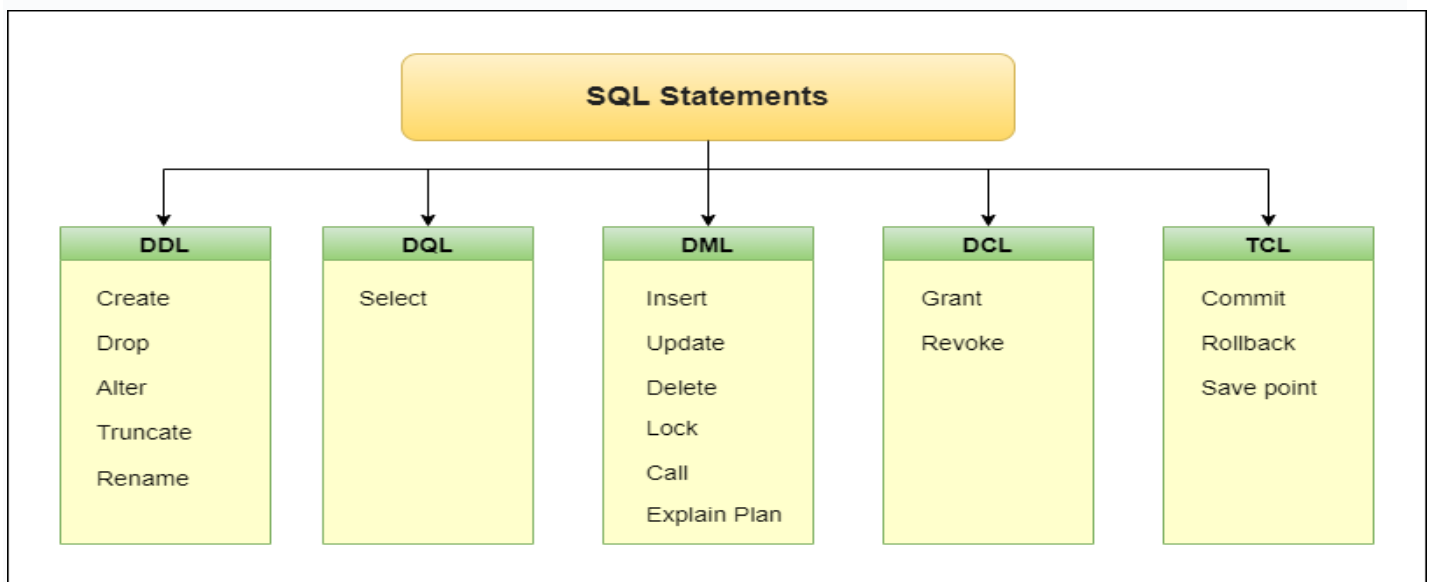 SQL Statements
DDL
Create
Drop
Alter
Truncate
Rename
DQL
Select
DML
Insert
Update
Delete
Lock
Call
Explain Plan
DCL
Grant
Revoke
TCL
Commit
Rollback
Save point